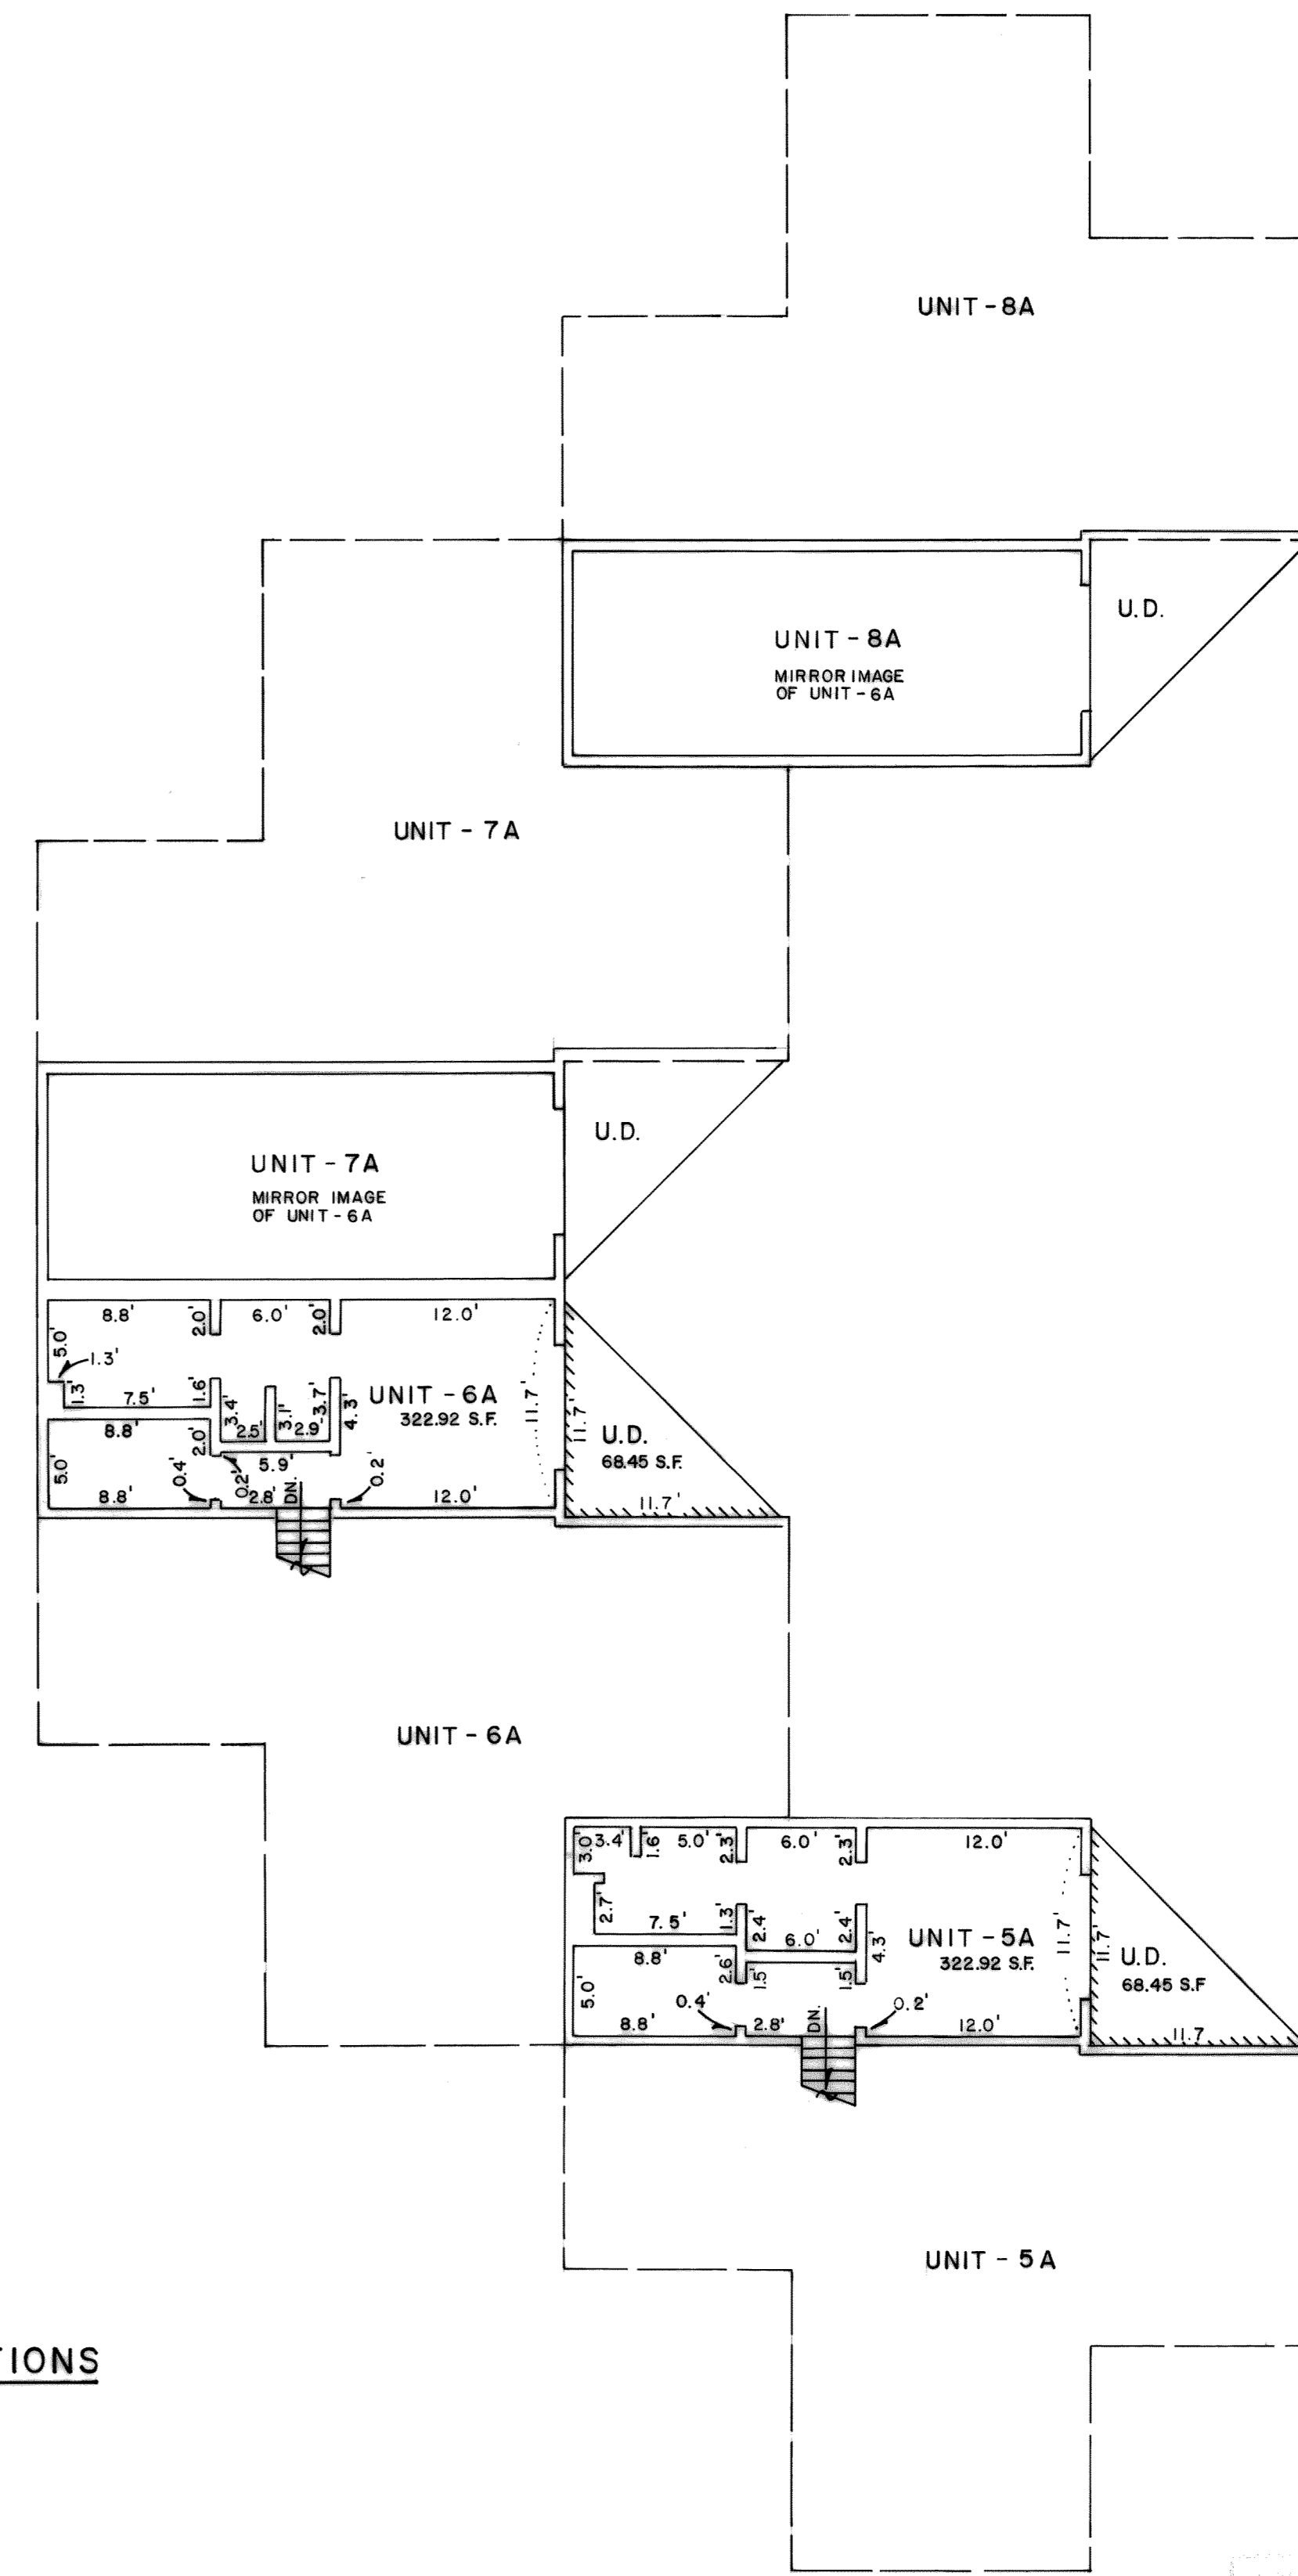 UNIT-8A
U.D.
UNIT-8A
MIRROR IMAGE
OF UNIT-6A
UNIT-7A
U.D.
UNIT-7A
MIRROR IMAGE
OF UNIT-6A
8.8' 2.0' 6.0' 2.0' 12.0'
5.0' 1.3'
1.3' 7.5' 1.6' 3.4' 2.5' 3.1' 2.9' 3.7' 4.3' UNIT-6A 11.7' 11.7'
322.92 S.F.
8.8' 2.0' U.D.
68.45 S.F.
5.0' 0.4' 0.2' 5.9' DN. 0.2'
8.8' 2.8' 12.0' 11.7'
UNIT-6A
3.0' 3.4' 1.6' 5.0' 2.3' 6.0' 2.3' 12.0'
2.7' 7.5' 1.3' 2.4' 6.0' 2.4' 4.3' UNIT-5A 11.7' 11.7'
322.92 S.F.
8.8' 2.6' 1.5' 1.5' U.D.
68.45 S.F
5.0' 0.4' DN. 0.2'
8.8' 2.8' 12.0' 11.7
UNIT-5A
TIONS